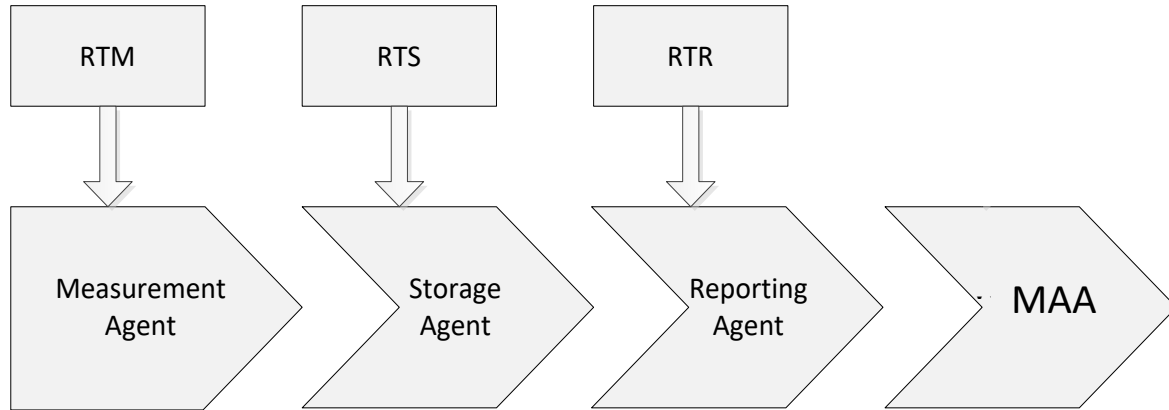 RTM
RTS
RTR
Measurement
Agent
Storage
Agent
Reporting
Agent
MAA